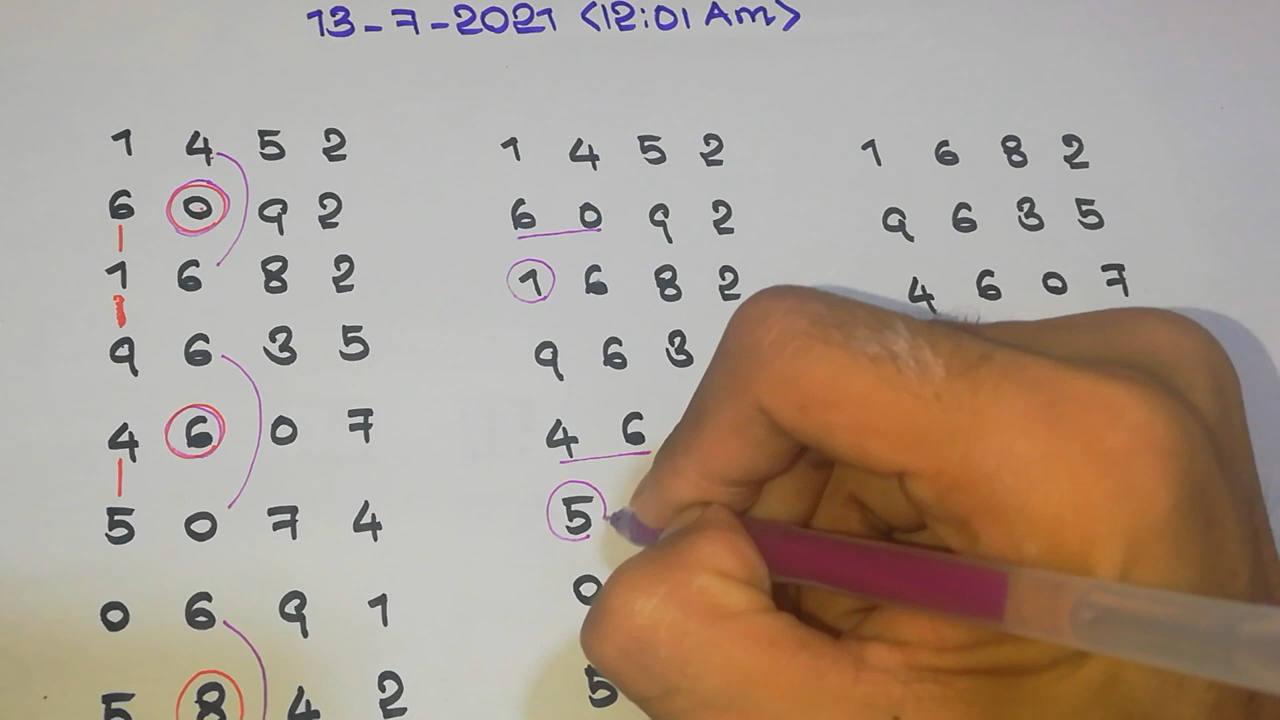 13-7-2021 <12:01 Am>
1 4 5 2
6 0 9 2
1 6 8 2
9 6 3 5
4 6 0 7
5 0 7 4
0 6 9 1
5 8 4 2
1 4 5 2
6 0 9 2
1 6 8 2
9 6 3
4 6
5
0
5
1 6 8 2
9 6 3 5
4 6 0 7